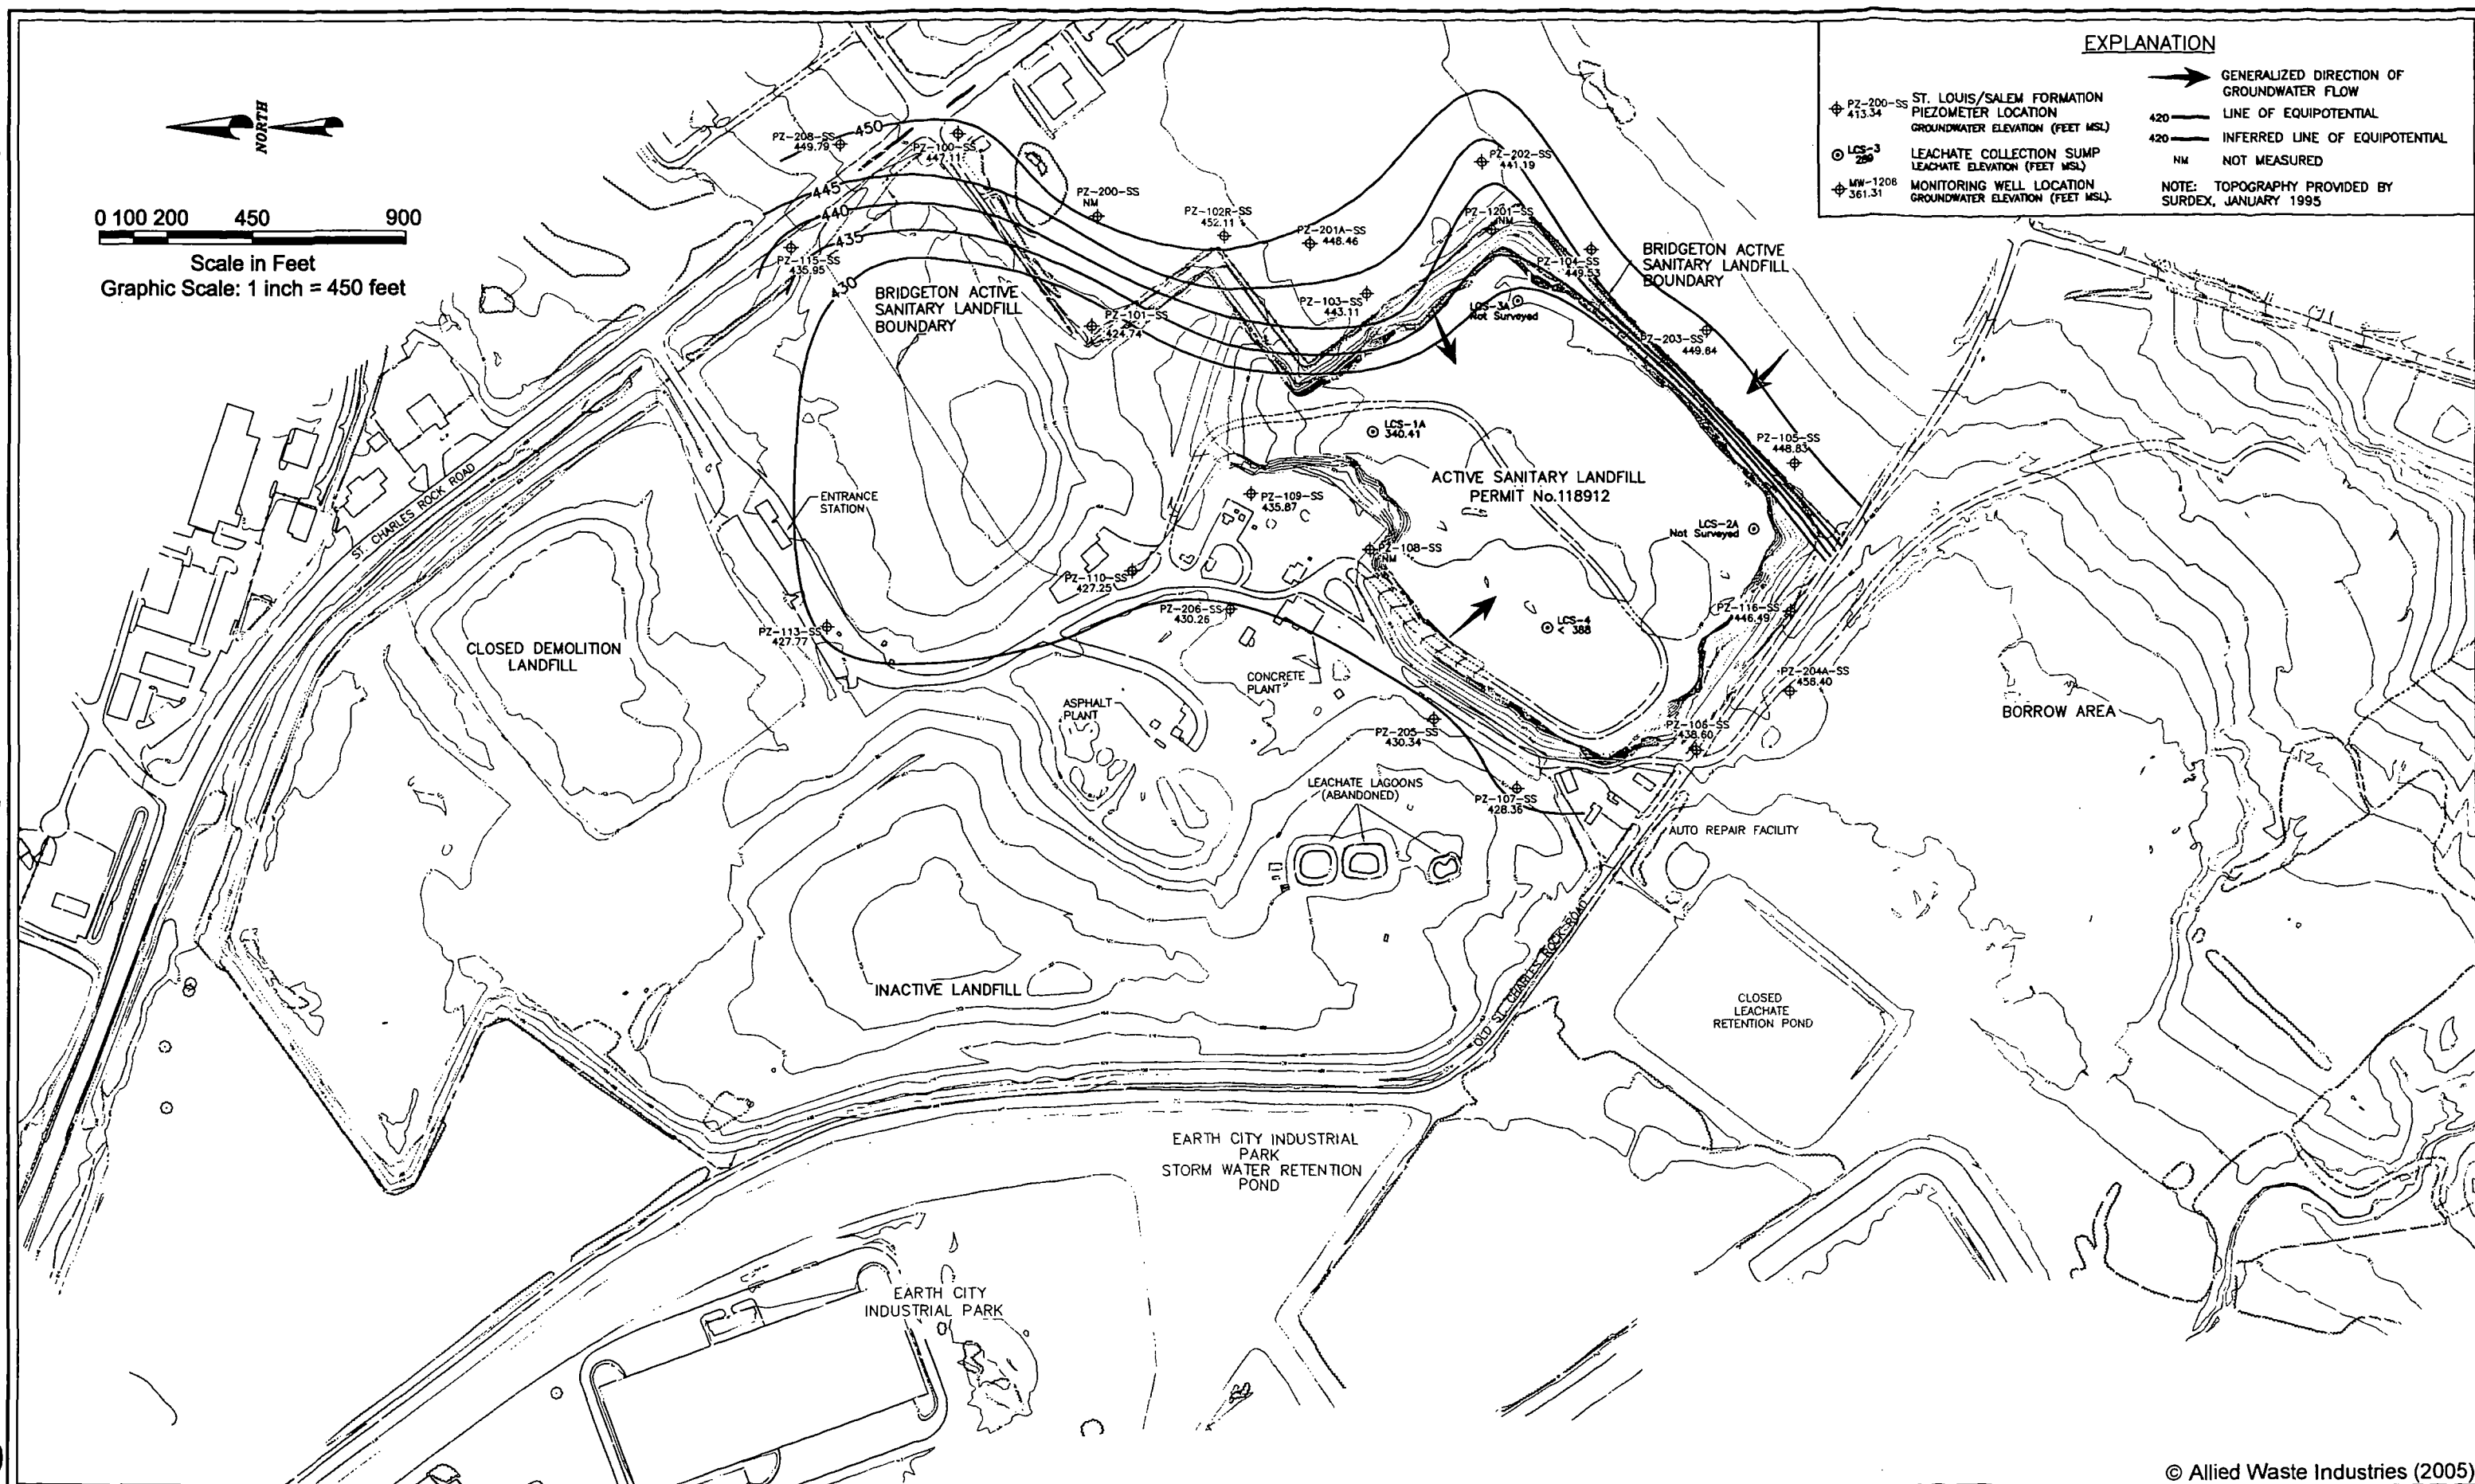 EXPLANATION
PZ-200-SS
413.34
ST. LOUIS/SALEM FORMATION
PIEZOMETER LOCATION
GROUNDWATER ELEVATION (FEET MSL)
LCS-3
LEACHATE COLLECTION SUMP
LEACHATE ELEVATION (FEET MSL)
MW-1208
361.31
MONITORING WELL LOCATION
GROUNDWATER ELEVATION (FEET MSL).
GENERALIZED DIRECTION OF
GROUNDWATER FLOW
420
LINE OF EQUIPOTENTIAL
420
INFERRED LINE OF EQUIPOTENTIAL
NM
NOT MEASURED
NOTE: TOPOGRAPHY PROVIDED BY
SURDEX, JANUARY 1995
NORTH
0 100 200 450 900
Scale in Feet
Graphic Scale: 1 inch = 450 feet
PZ-208-SS
449.79
450
PZ-100-SS
447.11
445
440
435
430
PZ-115-SS
435.95
PZ-200-SS
NM
PZ-102R-SS
452.11
PZ-201A-SS
448.46
PZ-202-SS
441.19
PZ-1201-SS
NM
PZ-104-SS
449.53
BRIDGETON ACTIVE
SANITARY LANDFILL
BOUNDARY
BRIDGETON ACTIVE
SANITARY LANDFILL
BOUNDARY
PZ-101-SS
424.74
PZ-103-SS
443.11
LCS-3A
Not Surveyed
PZ-203-SS
449.84
LCS-1A
340.41
PZ-105-SS
448.83
ACTIVE SANITARY LANDFILL
PERMIT No.118912
ENTRANCE
STATION
PZ-109-SS
435.87
LCS-2A
Not Surveyed
ST. CHARLES ROCK ROAD
PZ-108-SS
NM
PZ-110-SS
427.25
PZ-206-SS
430.26
LCS-4
< 388
PZ-116-SS
446.49
PZ-113-SS
427.77
CLOSED DEMOLITION
LANDFILL
CONCRETE
PLANT
PZ-204A-SS
458.40
ASPHALT
PLANT
BORROW AREA
PZ-205-SS
430.34
PZ-106-SS
438.60
LEACHATE LAGOONS
(ABANDONED)
PZ-107-SS
428.36
AUTO REPAIR FACILITY
OLD ST. CHARLES ROCK ROAD
INACTIVE LANDFILL
CLOSED
LEACHATE
RETENTION POND
EARTH CITY INDUSTRIAL
PARK
STORM WATER RETENTION
POND
EARTH CITY
INDUSTRIAL PARK
© Allied Waste Industries (2005)